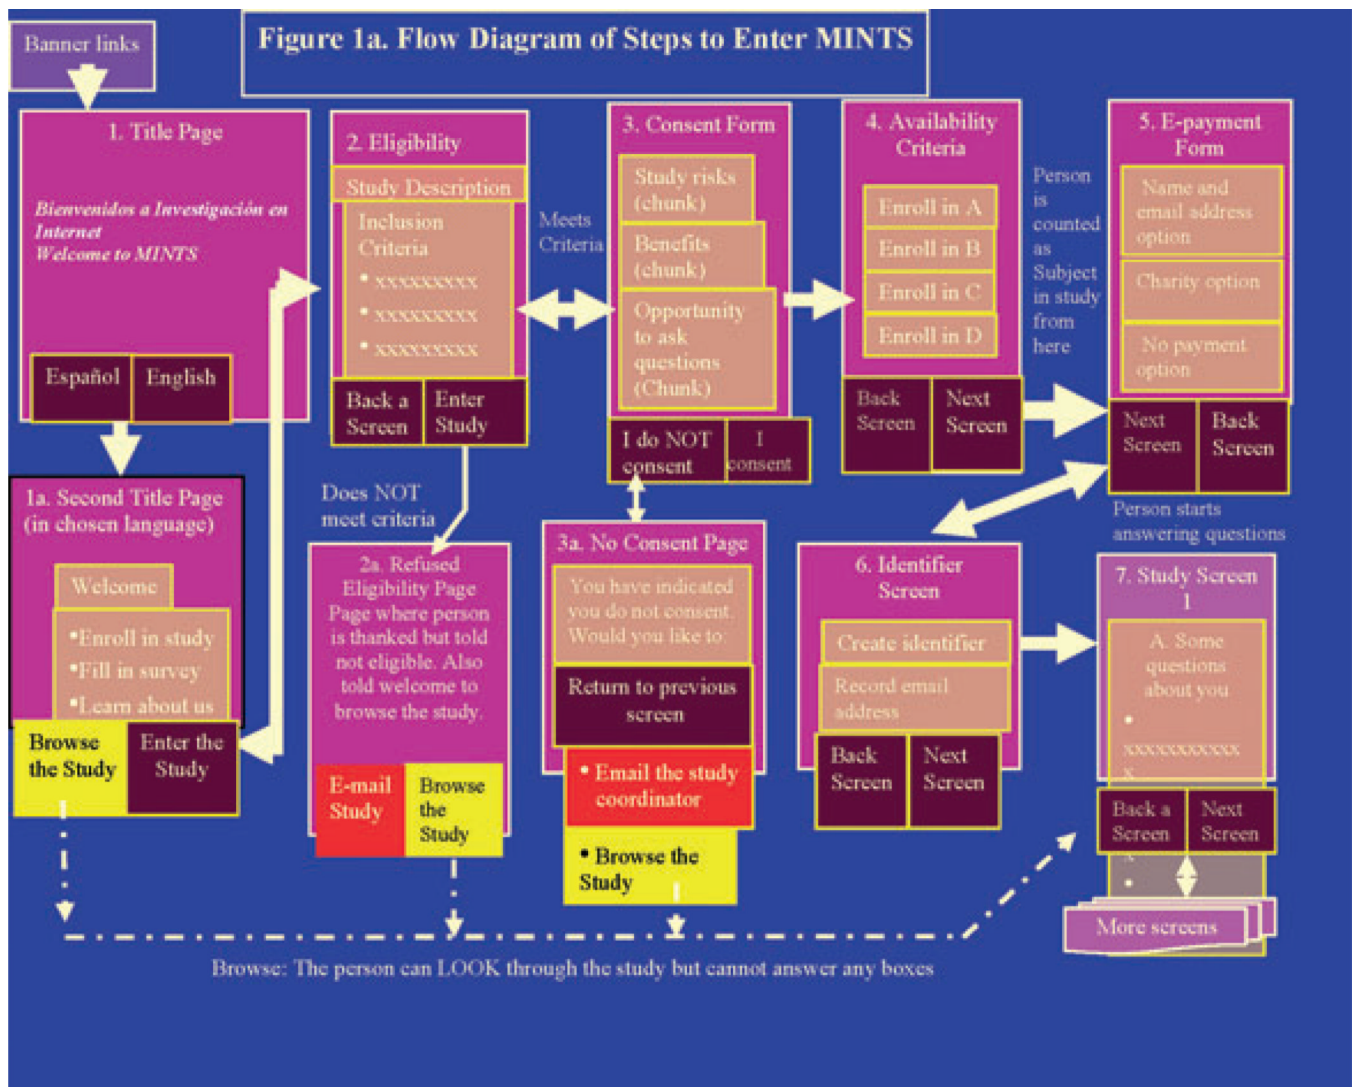 Banner links
Figure 1a. Flow Diagram of Steps to Enter MINTS
1. Title Page
Bienvenidos a Investigación en
Internet
Welcome to MINTS
Español
English
1a. Second Title Page
(in chosen language)
Welcome
•Enroll in study
•Fill in survey
•Learn about us
Browse
the Study
Enter the
Study
2. Eligibility
Study Description
Inclusion
Criteria
• xxxxxxxxx
• xxxxxxxxx
• xxxxxxxxx
Back a
Screen
Enter
Study
Does NOT
meet criteria
2a. Refused
Eligibility Page
Page where person
is thanked but told
not eligible. Also
told welcome to
browse the study.
E-mail
Study
Browse
the
Study
Meets
Criteria
3. Consent Form
Study risks
(chunk)
Benefits
(chunk)
Opportunity
to ask
questions
(Chunk)
I do NOT
consent
I
consent
3a. No Consent Page
You have indicated
you do not consent.
Would you like to:
Return to previous
screen
• Email the study
coordinator
• Browse the
Study
4. Availability
Criteria
Enroll in A
Enroll in B
Enroll in C
Enroll in D
Back
Screen
Next
Screen
Person
is
counted
as
Subject
in study
from
here
5. E-payment
Form
Name and
email address
option
Charity option
No payment
option
Next
Screen
Back
Screen
Person starts
answering questions
6. Identifier
Screen
Create identifier
Record email
address
Back
Screen
Next
Screen
7. Study Screen
1
A. Some
questions
about you
•
xxxxxxxxxxx
x
Back a
Screen
Next
Screen
x
•
More screens
Browse: The person can LOOK through the study but cannot answer any boxes